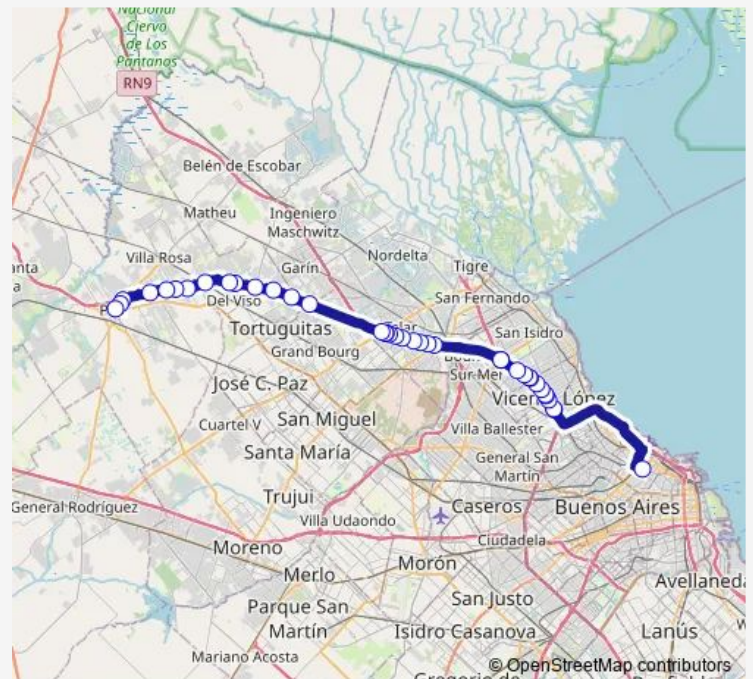 Nacional
Ciervo
de Los
Pantanos
RN9
Belén de Escobar
Matheu
Ingeniero
Maschwitz
Nordelta
Tigre
Villa Rosa
Garín
San Fernando
Del Viso
Tortuguitas
San Isidro
Grand Bourg
Sur Mer
José C. Paz
López
San Miguel
Cuartel V
Villa Ballester
Santa María
General San
Martín
Trujui
Caseros
Buenos Aires
General Rodríguez
Villa Udaondo
Ciudadela
Moreno
Merlo
Morón
Avellaneda
Parque San
Martín
San Justo
Isidro Casanova
Lanús
Mariano Acosta
© OpenStreetMap contributors